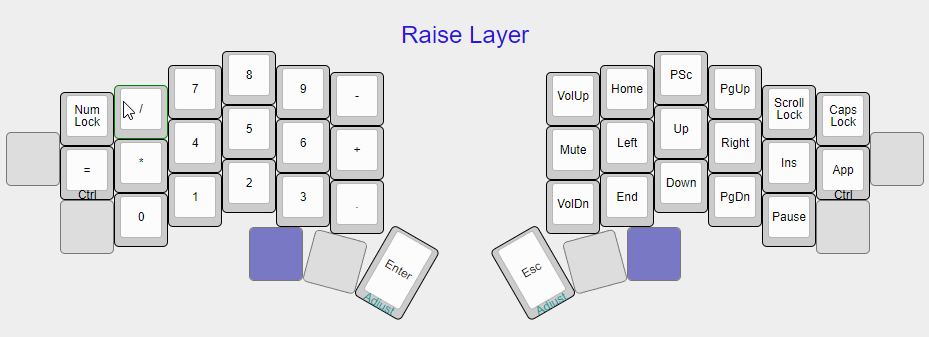 Raise Layer
Num
Lock
/
7
8
9
-
=
Ctrl
*
4
5
6
+
0
1
2
3
.
Enter
Adjust
VolUp
Home
PSc
PgUp
Scroll
Lock
Caps
Lock
Mute
Left
Up
Right
Ins
App
Ctrl
VolDn
End
Down
PgDn
Pause
Esc
Adjust